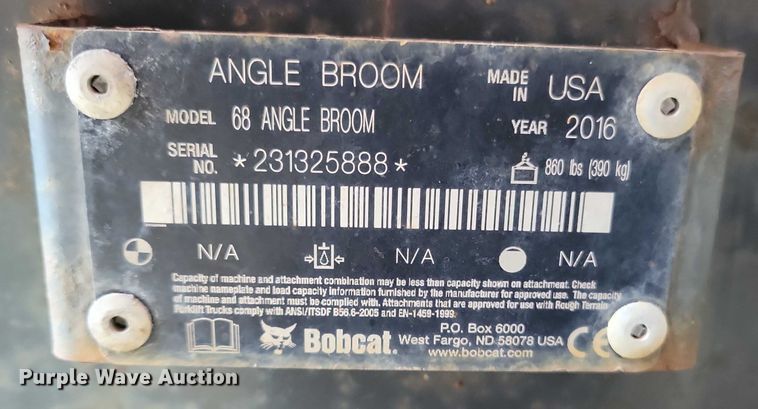 ANGLE BROOM
MADE IN USA
MODEL 68 ANGLE BROOM
YEAR 2016
SERIAL NO. *231325888*
860 lbs (390 kg)
N/A N/A N/A
Capacity of machine and attachment combination may be less than capacity shown on attachment. Check
machine nameplate and load capacity information furnished by the manufacturer for approved use. The capacity
of machine and attachment must be complied with. Attachments that are approved for use with Rough Terrain
Forklift Trucks comply with ANSI/ITSDF B56.6-2005 and EN-1459-1999.
Bobcat.
P.O. Box 6000
West Fargo, ND 58078 USA
www.bobcat.com
CE
Purple Wave Auction